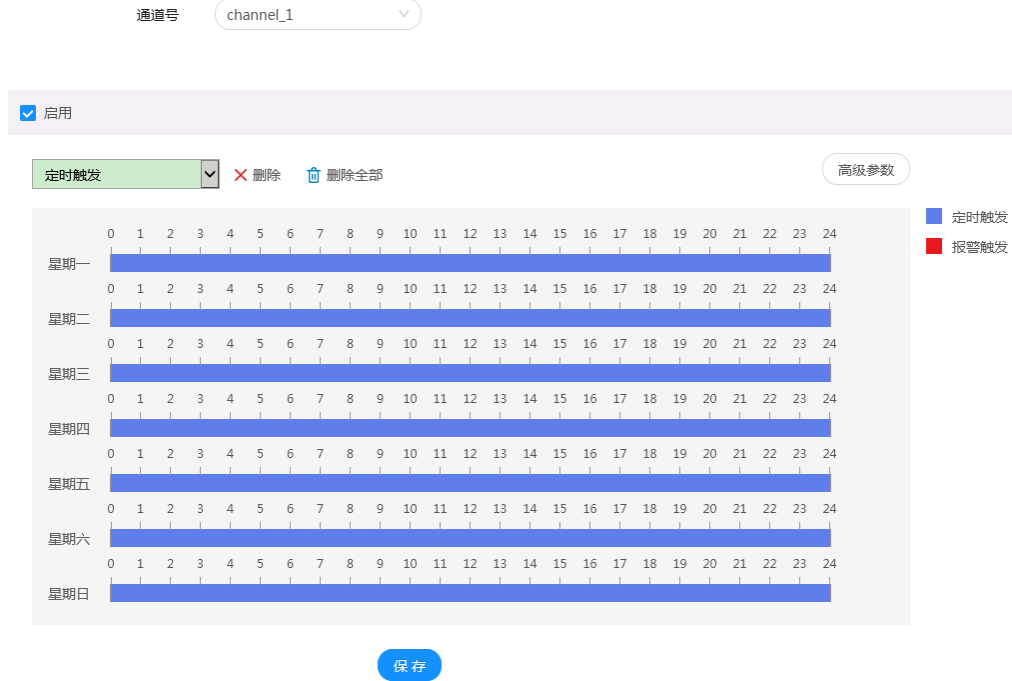 通道号 channel_1
启用
定时触发 删除 删除全部 高级参数
定时触发
报警触发
0 1 2 3 4 5 6 7 8 9 10 11 12 13 14 15 16 17 18 19 20 21 22 23 24
星期一
0 1 2 3 4 5 6 7 8 9 10 11 12 13 14 15 16 17 18 19 20 21 22 23 24
星期二
0 1 2 3 4 5 6 7 8 9 10 11 12 13 14 15 16 17 18 19 20 21 22 23 24
星期三
0 1 2 3 4 5 6 7 8 9 10 11 12 13 14 15 16 17 18 19 20 21 22 23 24
星期四
0 1 2 3 4 5 6 7 8 9 10 11 12 13 14 15 16 17 18 19 20 21 22 23 24
星期五
0 1 2 3 4 5 6 7 8 9 10 11 12 13 14 15 16 17 18 19 20 21 22 23 24
星期六
0 1 2 3 4 5 6 7 8 9 10 11 12 13 14 15 16 17 18 19 20 21 22 23 24
星期日
保存